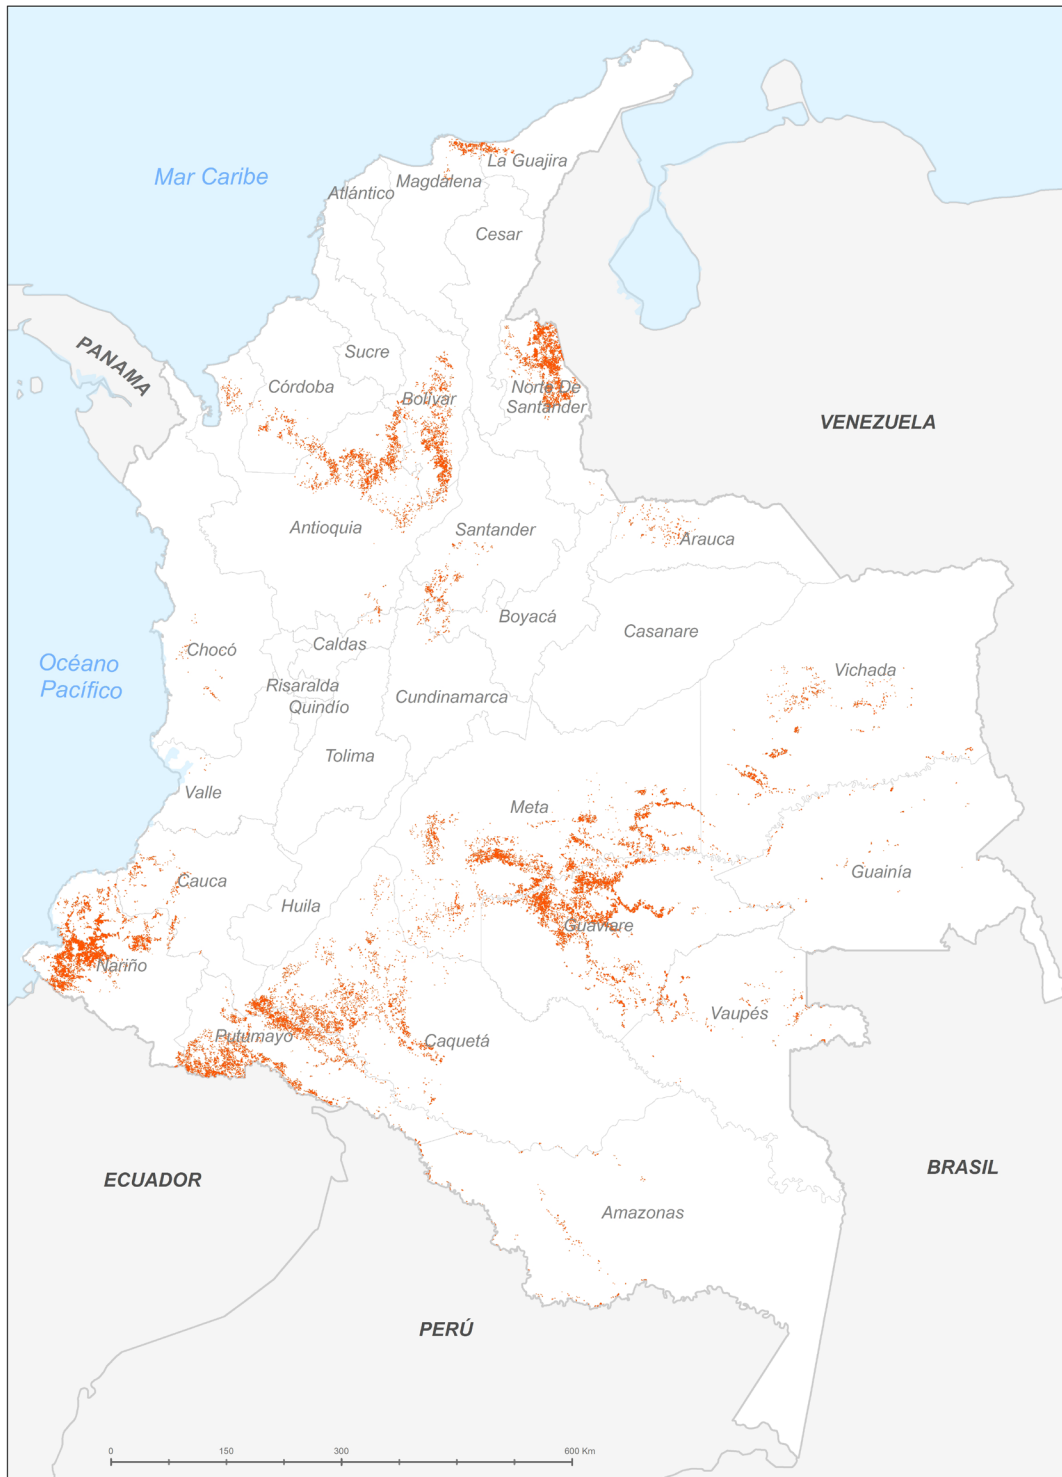 Mar Caribe
La Guajira
Magdalena
Atlántico
Cesar
PANAMA
Sucre
Córdoba
Bolívar
Norte De
Santander
VENEZUELA
Antioquia
Santander
Arauca
Boyacá
Casanare
Chocó
Caldas
Océano
Pacífico
Vichada
Risaralda
Cundinamarca
Quindío
Tolima
Valle
Meta
Cauca
Guainía
Huila
Guaviare
Nariño
Vaupés
Putumayo
Caquetá
ECUADOR
BRASIL
Amazonas
PERÚ
0 150 300 600 Km